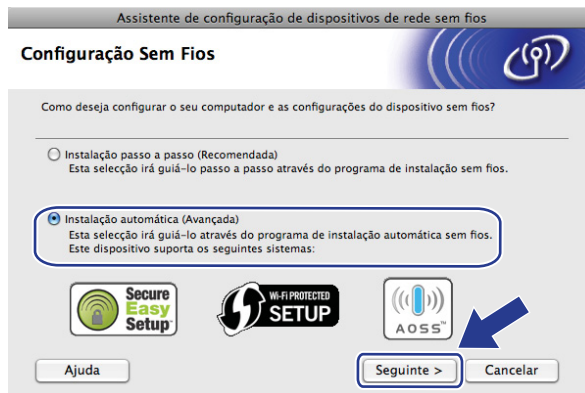 Assistente de configuração de dispositivos de rede sem fios
Configuração Sem Fios
Como deseja configurar o seu computador e as configurações do dispositivo sem fios?
Instalação passo a passo (Recomendada)
Esta selecção irá guiá-lo passo a passo através do programa de instalação sem fios.
Instalação automática (Avançada)
Esta selecção irá guiá-lo através do programa de instalação automática sem fios.
Este dispositivo suporta os seguintes sistemas:
Secure
Easy
Setup™
Wi-Fi PROTECTED
SETUP
AOSS™
Ajuda
Seguinte >
Cancelar